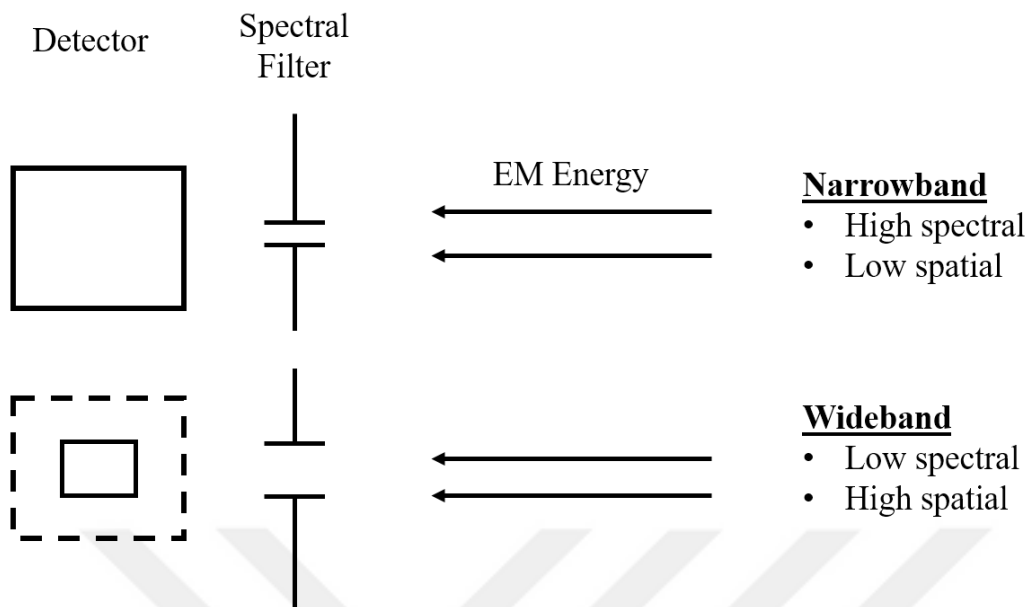 Detector
Spectral
Filter
EM Energy
Narrowband
• High spectral
• Low spatial
Wideband
• Low spectral
• High spatial